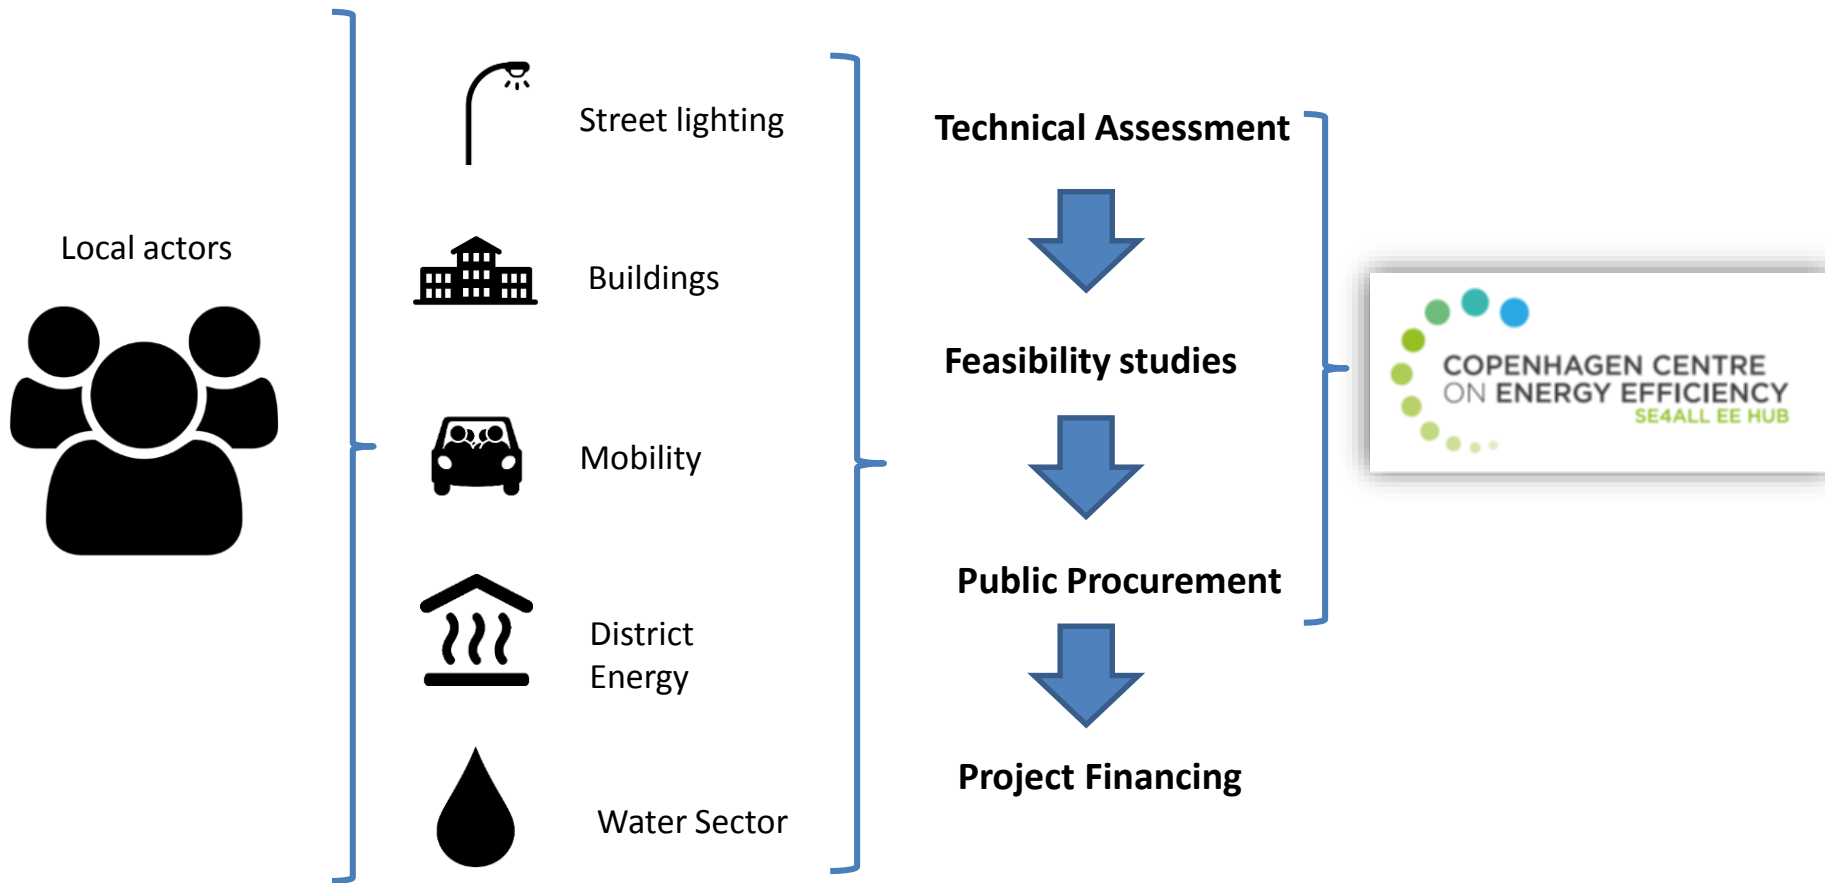 Local actors
Street lighting
Buildings
Mobility
District
Energy
Water Sector
Technical Assessment
Feasibility studies
Public Procurement
Project Financing
COPENHAGEN CENTRE
ON ENERGY EFFICIENCY
SE4ALL EE HUB